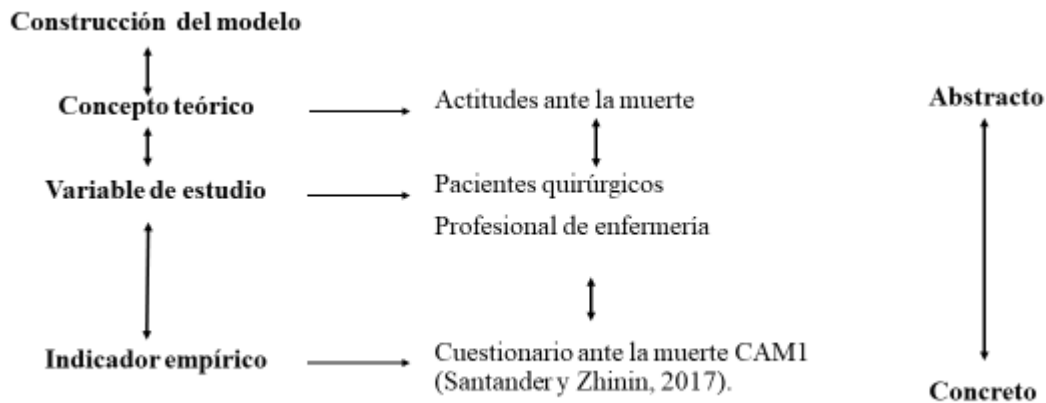 Construcción del modelo
Concepto teórico
Actitudes ante la muerte
Abstracto
Variable de estudio
Pacientes quirúrgicos
Profesional de enfermería
Indicador empírico
Cuestionario ante la muerte CAM1
(Santander y Zhinin, 2017).
Concreto